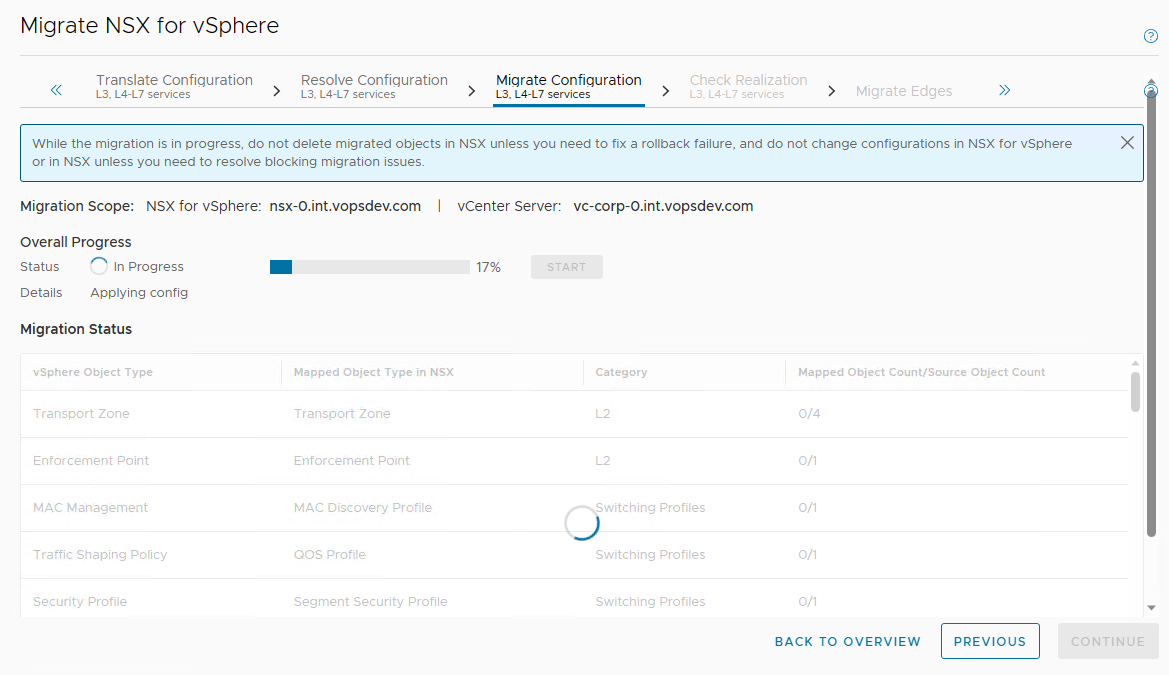 Migrate NSX for vSphere
Translate Configuration
L3, L4-L7 services
Resolve Configuration
L3, L4-L7 services
Migrate Configuration
L3, L4-L7 services
Check Realization
L3, L4-L7 services
Migrate Edges
While the migration is in progress, do not delete migrated objects in NSX unless you need to fix a rollback failure, and do not change configurations in NSX for vSphere
or in NSX unless you need to resolve blocking migration issues.
Migration Scope: NSX for vSphere: nsx-0.int.vopsdev.com | vCenter Server: vc-corp-0.int.vopsdev.com
Overall Progress
Status In Progress 17% START
Details Applying config
Migration Status
vSphere Object Type Mapped Object Type in NSX Category Mapped Object Count/Source Object Count
Transport Zone Transport Zone L2 0/4
Enforcement Point Enforcement Point L2 0/1
MAC Management MAC Discovery Profile Switching Profiles 0/1
Traffic Shaping Policy QOS Profile Switching Profiles 0/1
Security Profile Segment Security Profile Switching Profiles 0/1
BACK TO OVERVIEW PREVIOUS CONTINUE